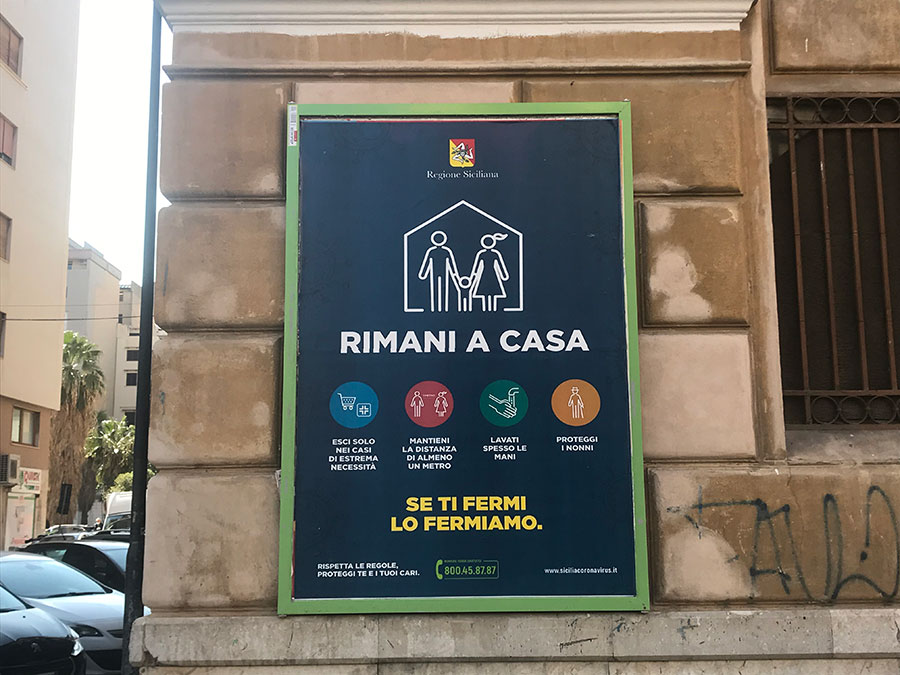 Regione Siciliana
RIMANI A CASA
ESCI SOLO
NEI CASI
DI ESTREMA
NECESSITÀ
MANTIENI
LA DISTANZA
DI ALMENO
UN METRO
LAVATI
SPESSO LE
MANI
PROTEGGI
I NONNI
SE TI FERMI
LO FERMIAMO.
RISPETTA LE REGOLE,
PROTEGGI TE E I TUOI CARI.
800.45.87.87
www.siciliacoronavirus.it